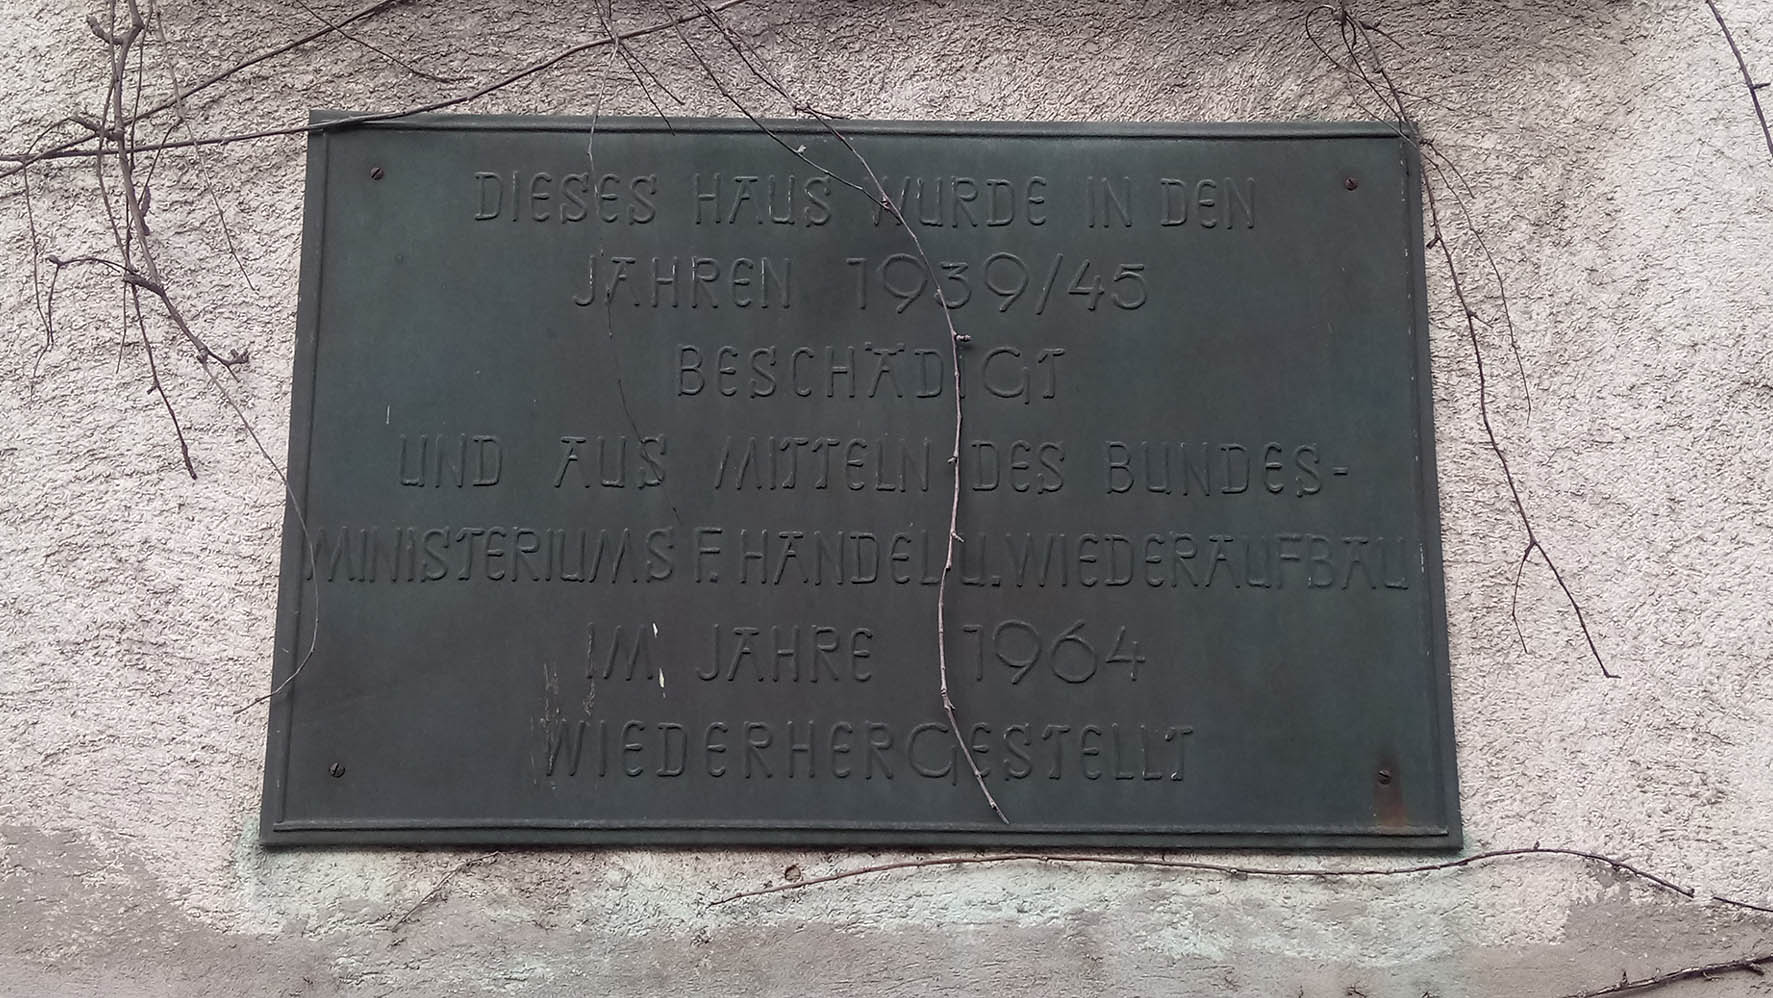 DIESES HAUS WURDE IN DEN
JAHREN 1939/45
BESCHÄDIGT
UND AUS MITTELN DES BUNDES-
MINISTERIUMS F. HANDEL U. WIEDERAUFBAU
IM JAHRE 1964
WIEDERHERGESTELLT